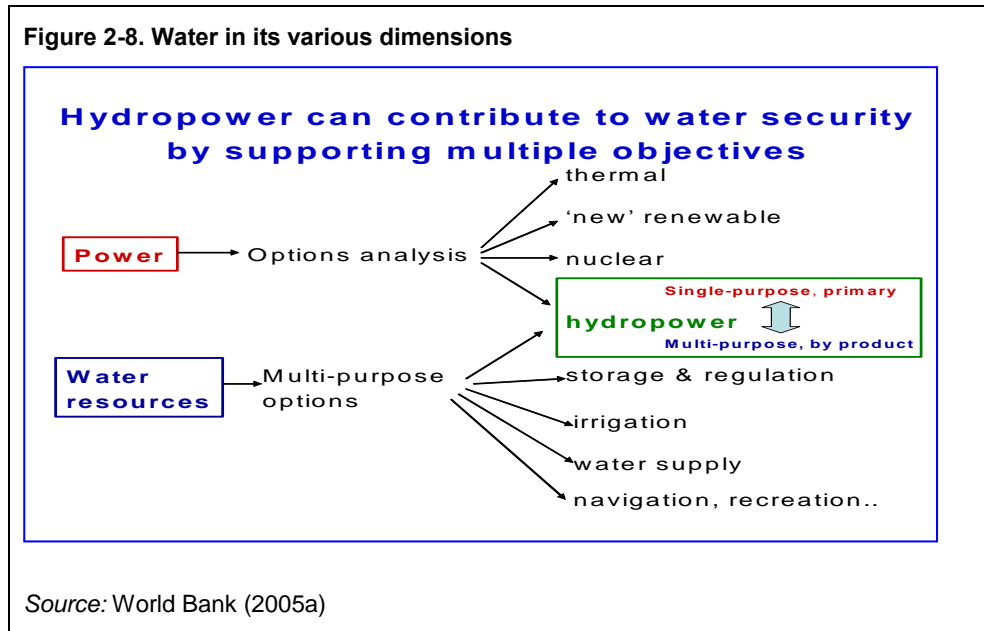 Figure 2-8. Water in its various dimensions
Hydropower can contribute to water security
by supporting multiple objectives
thermal
‘new’ renewable
Power
Options analysis
nuclear
Single-purpose, primary
hydropower
Multi-purpose, by product
Water
resources
Multi-purpose
options
storage & regulation
irrigation
water supply
navigation, recreation..
Source: World Bank (2005a)